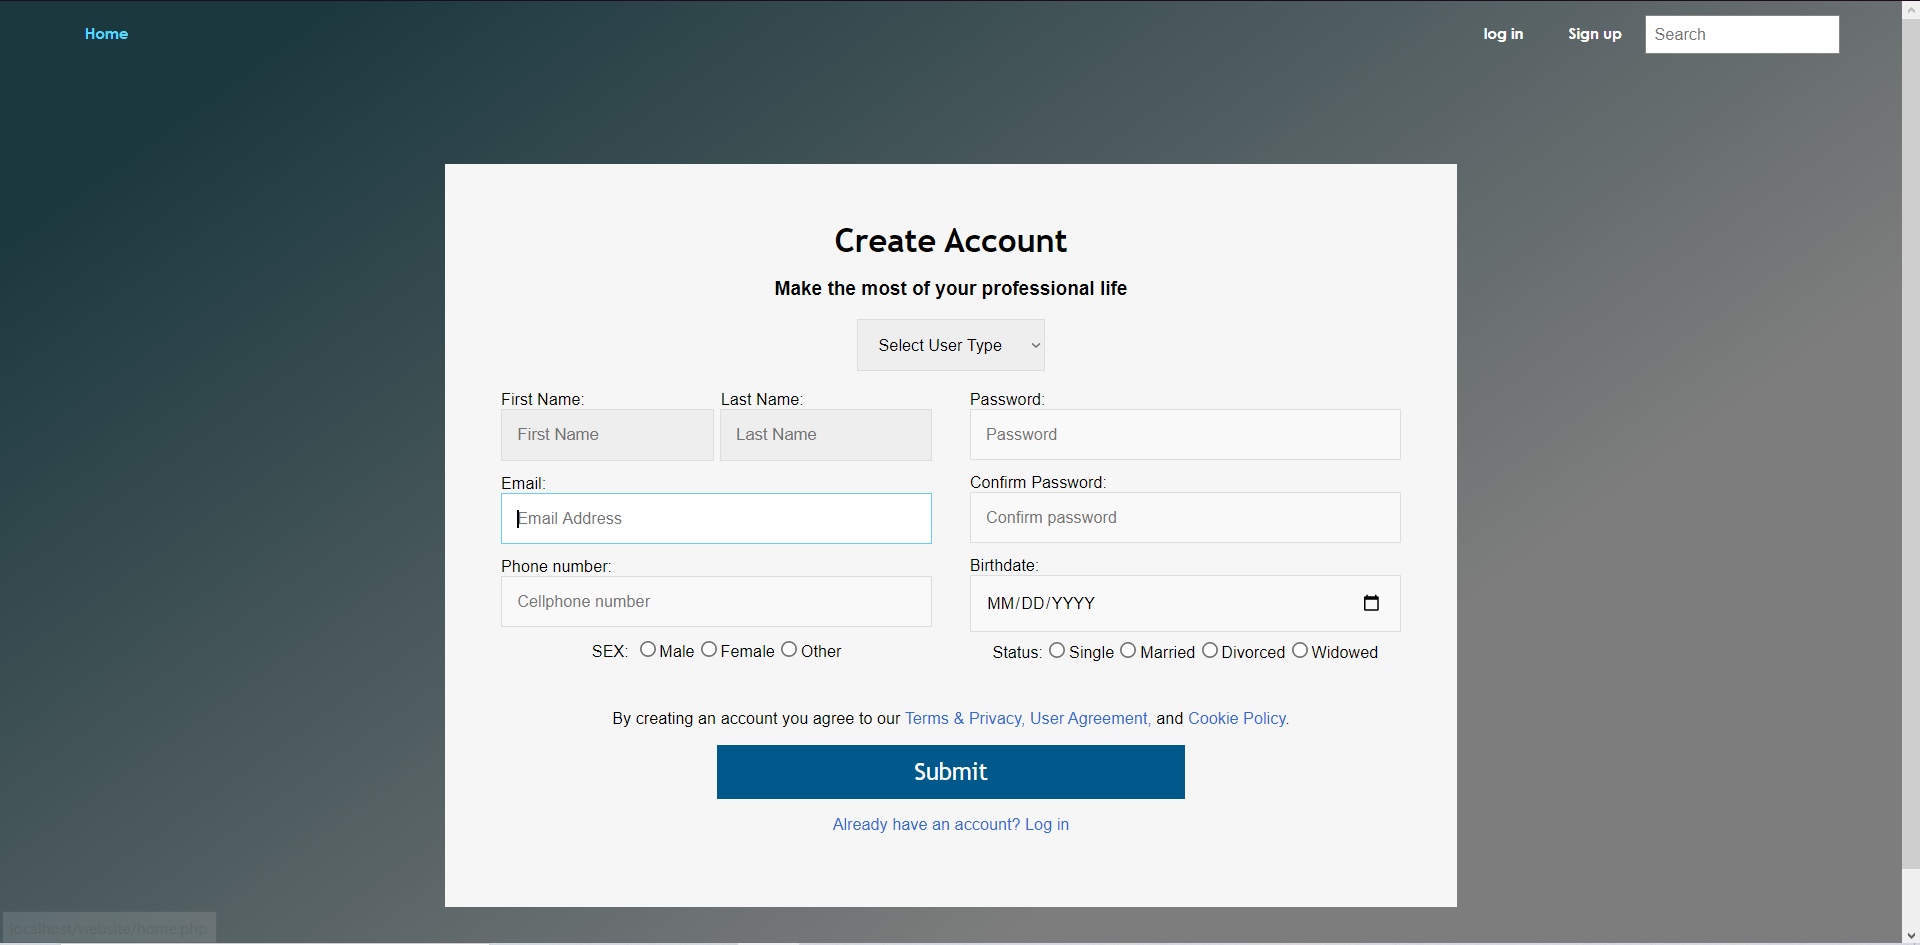 Home log in Sign up Search
Create Account
Make the most of your professional life
Select User Type
First Name: Last Name: Password:
First Name Last Name Password
Email: Confirm Password:
Email Address Confirm password
Phone number: Birthdate:
Cellphone number MM/DD/YYYY
SEX: Male Female Other Status: Single Married Divorced Widowed
By creating an account you agree to our Terms & Privacy, User Agreement, and Cookie Policy.
Submit
Already have an account? Log in
localhost/website/home.php